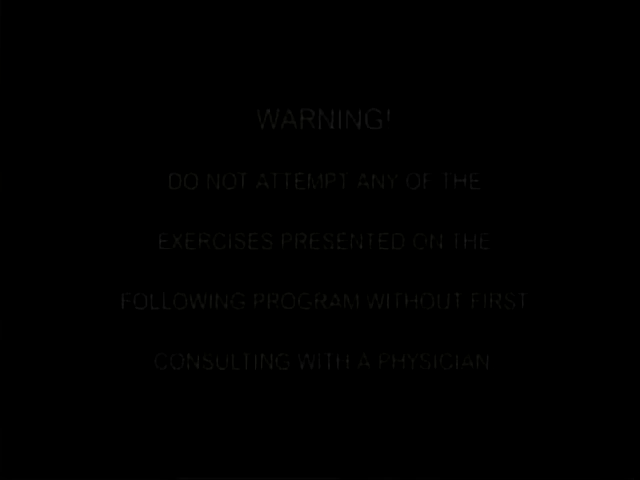 WARNING!
DO NOT ATTEMPT ANY OF THE
EXERCISES PRESENTED ON THE
FOLLOWING PROGRAM WITHOUT FIRST
CONSULTING WITH A PHYSICIAN